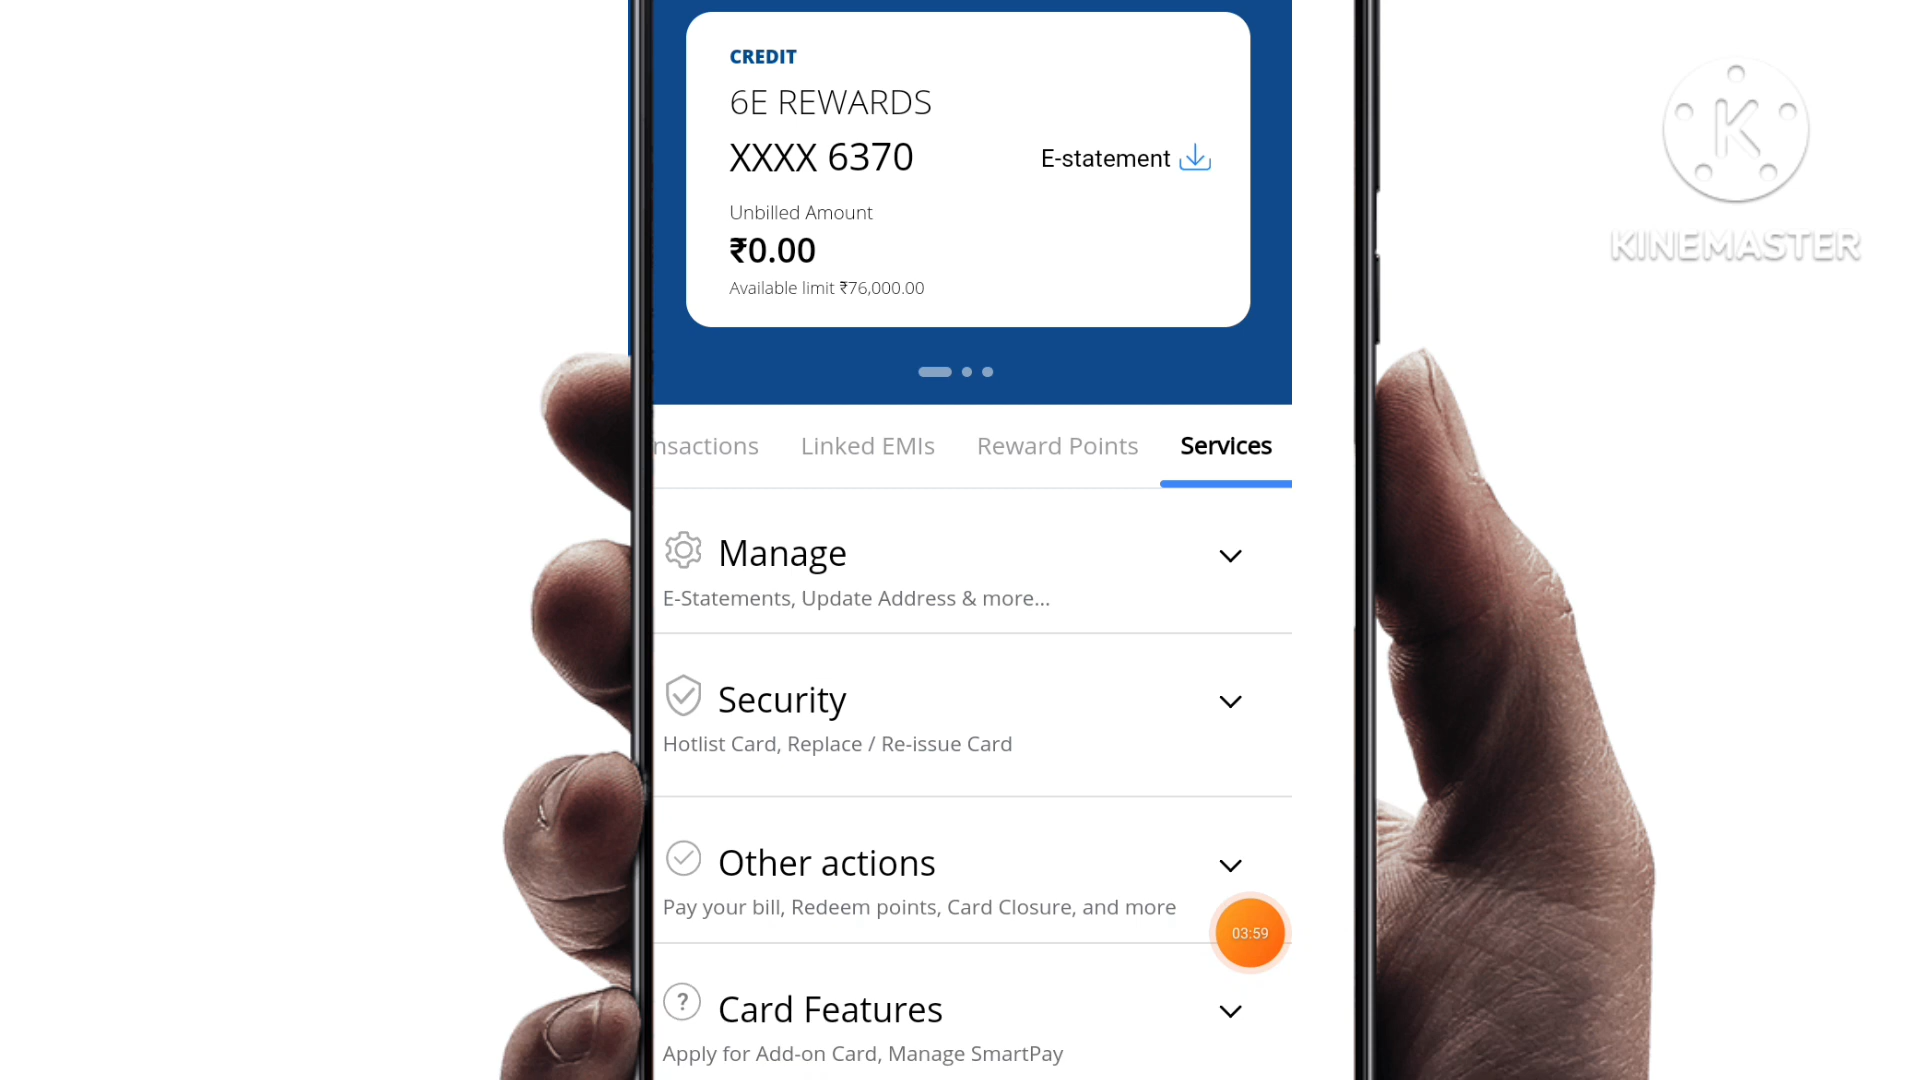 CREDIT
6E REWARDS
XXXX 6370
E-statement
Unbilled Amount
₹0.00
Available limit ₹76,000.00
nsactions Linked EMIs Reward Points Services
Manage
E-Statements, Update Address & more...
Security
Hotlist Card, Replace / Re-issue Card
Other actions
Pay your bill, Redeem points, Card Closure, and more
03:59
Card Features
Apply for Add-on Card, Manage SmartPay
K
KINEMASTER